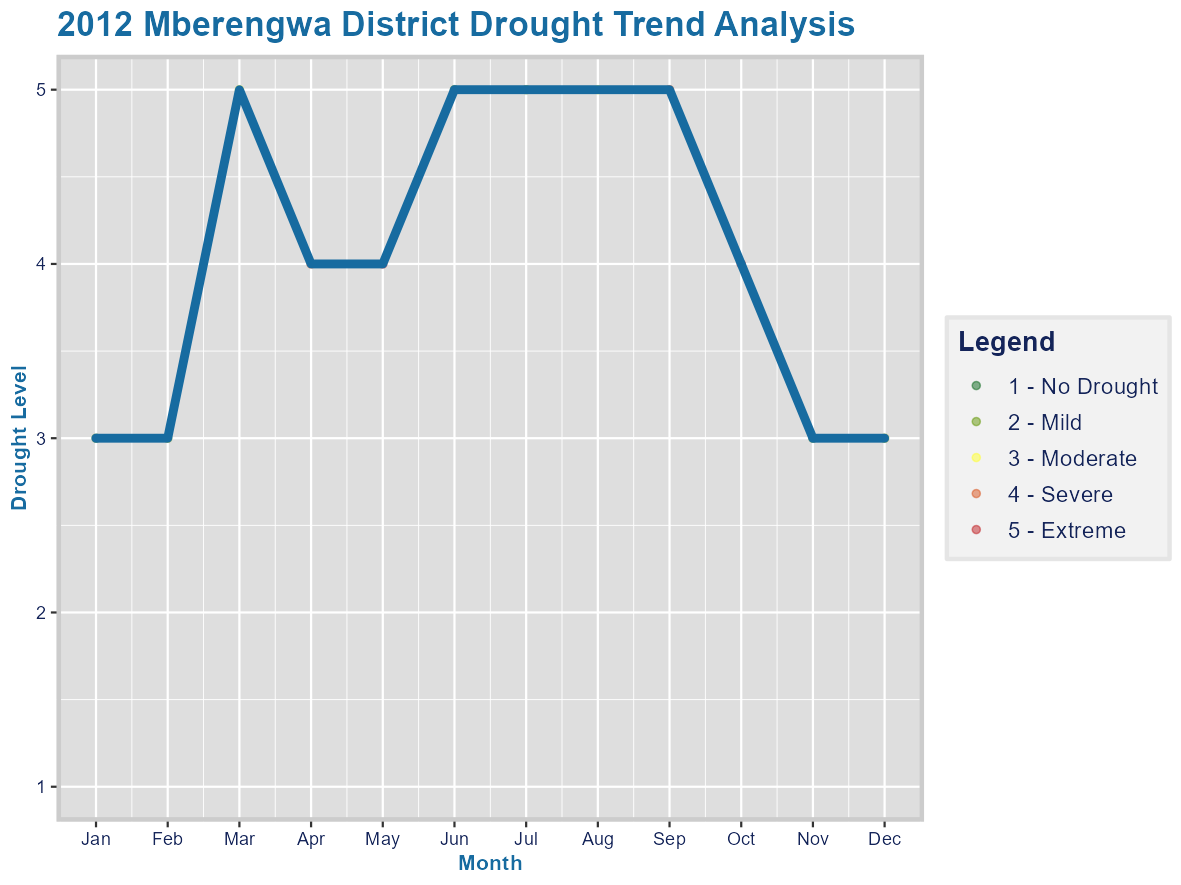 2012 Mberengwa District Drought Trend Analysis
Drought Level
5
4
3
2
1
Jan Feb Mar Apr May Jun Jul Aug Sep Oct Nov Dec
Month
Legend
1 - No Drought
2 - Mild
3 - Moderate
4 - Severe
5 - Extreme